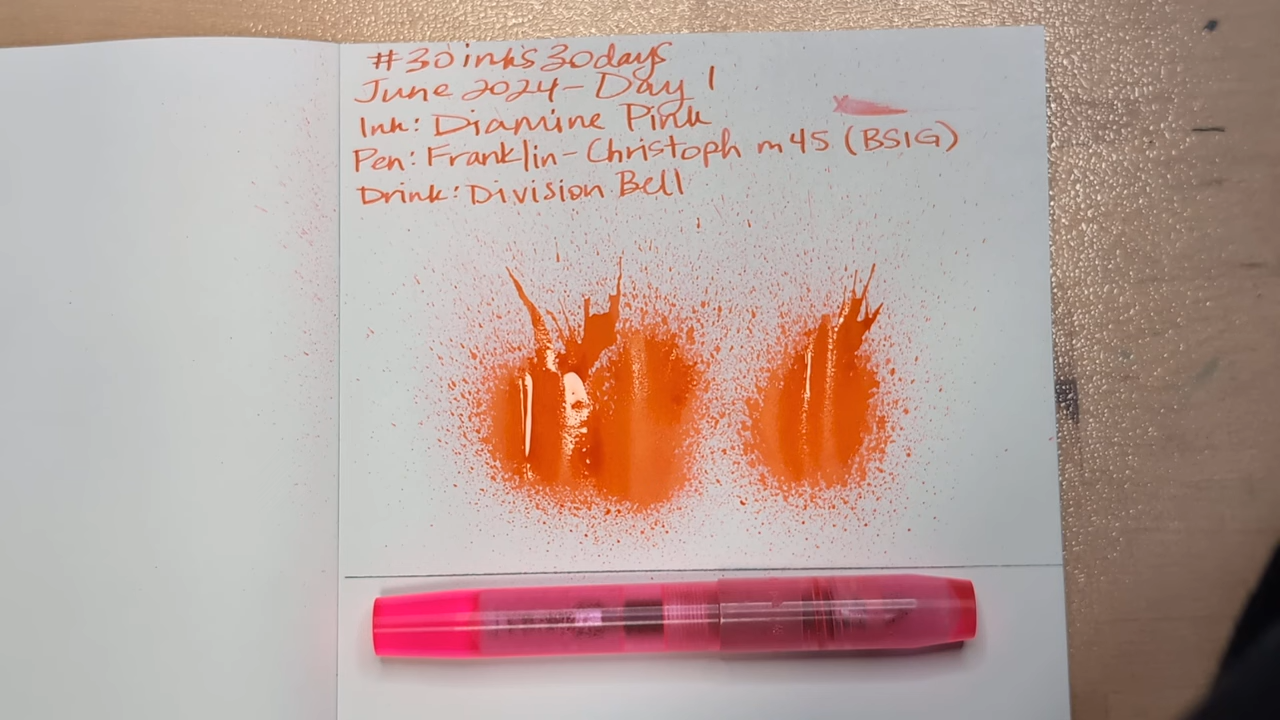 #30inks30days
June 2024 - Day 1
Ink: Diamine Pink
Pen: Franklin-Christoph m45 (BSIG)
Drink: Division Bell